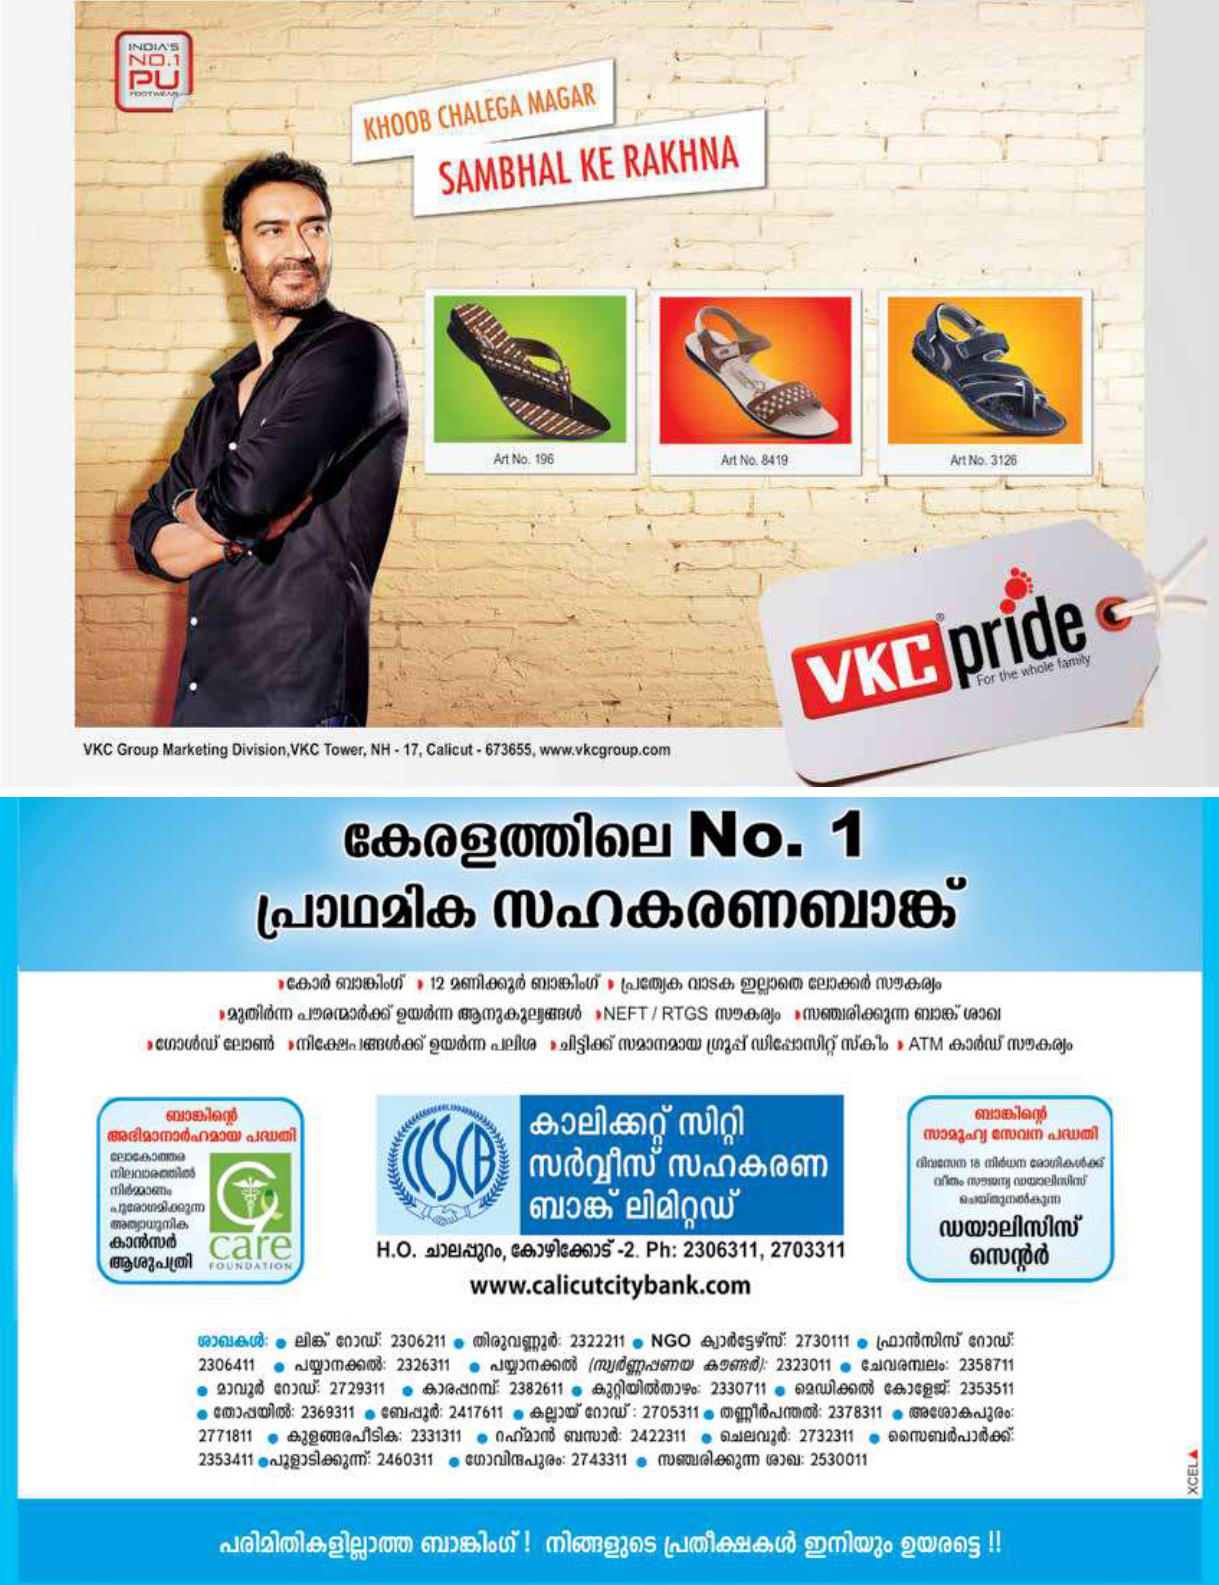 INDIA'S
NO.1
PU
FOOTWEAR
KHOOB CHALEGA MAGAR
SAMBHAL KE RAKHNA
Art No. 196
Art No. 8419
Art No. 3126
VKC® pride
For the whole family
VKC Group Marketing Division,VKC Tower, NH - 17, Calicut - 673655, www.vkcgroup.com
കേരളത്തിലെ No. 1
പ്രാഥമിക സഹകരണബാങ്ക്
കോർ ബാങ്കിംഗ് 12 മണിക്കൂർ ബാങ്കിംഗ് പ്രത്യേക വാടക ഇല്ലാതെ ലോക്കർ സൗകര്യം
മുതിർന്ന പൗരന്മാർക്ക് ഉയർന്ന ആനുകൂല്യങ്ങൾ NEFT / RTGS സൗകര്യം സഞ്ചരിക്കുന്ന ബാങ്ക് ശാഖ
ഗോൾഡ് ലോൺ നിക്ഷേപങ്ങൾക്ക് ഉയർന്ന പലിശ ചിട്ടിക്ക് സമാനമായ ഗ്രൂപ്പ് ഡിപ്പോസിറ്റ് സ്കീം ATM കാർഡ് സൗകര്യം
ബാങ്കിന്റെ
അഭിമാനാർഹമായ പദ്ധതി
ലോകോത്തര
നിലവാരത്തിൽ
നിർമ്മാണം
പുരോഗമിക്കുന്ന
അത്യാധുനിക
കാൻസർ
ആശുപത്രി
care
FOUNDATION
CCSCB
കാലിക്കറ്റ് സിറ്റി
സർവ്വീസ് സഹകരണ
ബാങ്ക് ലിമിറ്റഡ്
H.O. ചാലപ്പുറം, കോഴിക്കോട് -2. Ph: 2306311, 2703311
www.calicutcitybank.com
ബാങ്കിന്റെ
സാമൂഹ്യ സേവന പദ്ധതി
ദിവസേന 18 നിർധന രോഗികൾക്ക്
വീതം സൗജന്യ ഡയാലിസിസ്
ചെയ്തുനൽകുന്ന
ഡയാലിസിസ്
സെന്റർ
ശാഖകൾ: ● ലിങ്ക് റോഡ്: 2306211 ● തിരുവണ്ണൂർ: 2322211 ● NGO ക്വാർട്ടേഴ്സ്: 2730111 ● ഫ്രാൻസിസ് റോഡ്:
2306411 ● പയ്യാനക്കൽ: 2326311 ● പയ്യാനക്കൽ (സ്വർണ്ണപ്പണയ കൗണ്ടർ): 2323011 ● ചേവരമ്പലം: 2358711
● മാവൂർ റോഡ്: 2729311 ● കാരപ്പറമ്പ്: 2382611 ● കുറ്റിയിൽതാഴം: 2330711 ● മെഡിക്കൽ കോളേജ്: 2353511
● തോപ്പയിൽ: 2369311 ● ബേപ്പൂർ: 2417611 ● കല്ലായ് റോഡ് : 2705311 ● തണ്ണീർപന്തൽ: 2378311 ● അശോകപുരം:
2771811 ● കുളങ്ങരപീടിക: 2331311 ● റഹ്മാൻ ബസാർ: 2422311 ● ചെലവൂർ: 2732311 ● സൈബർപാർക്ക്:
2353411 ● പൂളാടിക്കുന്ന്: 2460311 ● ഗോവിന്ദപുരം: 2743311 ● സഞ്ചരിക്കുന്ന ശാഖ: 2530011
XCEL
പരിമിതികളില്ലാത്ത ബാങ്കിംഗ് ! നിങ്ങളുടെ പ്രതീക്ഷകൾ ഇനിയും ഉയരട്ടെ !!